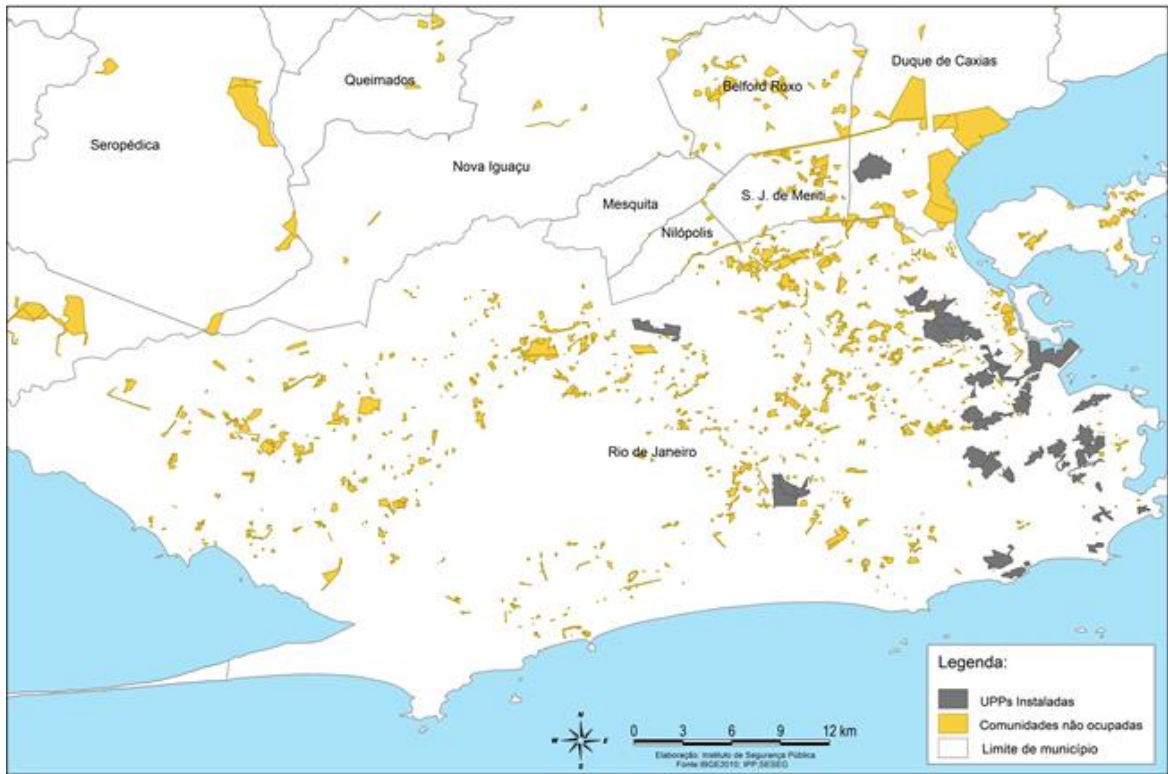 Duque de Caxias
Queimados
Belford Roxo
Seropédica
Nova Iguaçu
S. J. de Meriti
Mesquita
Nilópolis
Rio de Janeiro
Legenda:
UPPs Instaladas
Comunidades não ocupadas
Limite de município
N
W E
S
0 3 6 9 12 km
Elaboração: Instituto de Segurança Pública
Fonte: IBGE2010; IPP;SESEG